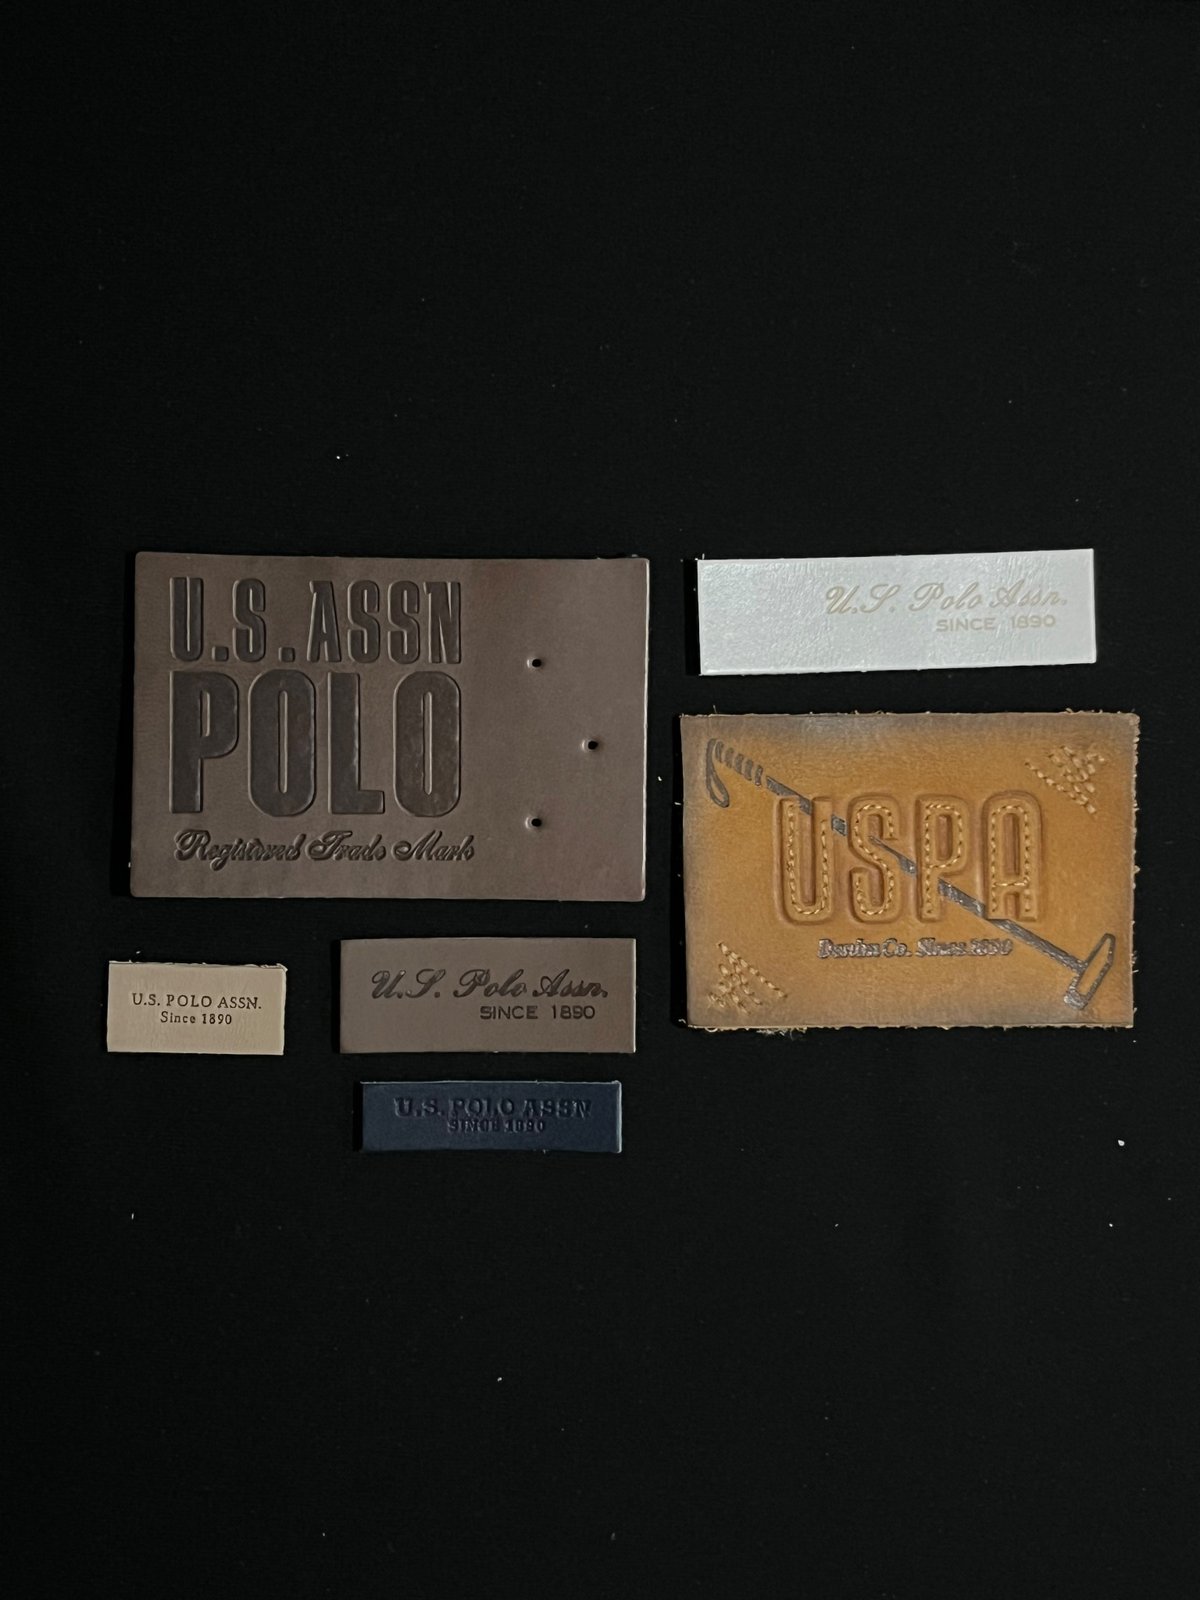 U.S. ASSN
POLO
Registered Trade Mark
U.S. Polo Assn.
SINCE 1890
USPA
Denim Co. Since 1890
U.S. POLO ASSN.
Since 1890
U.S. Polo Assn.
SINCE 1890
U.S. POLO ASSN
SINCE 1890